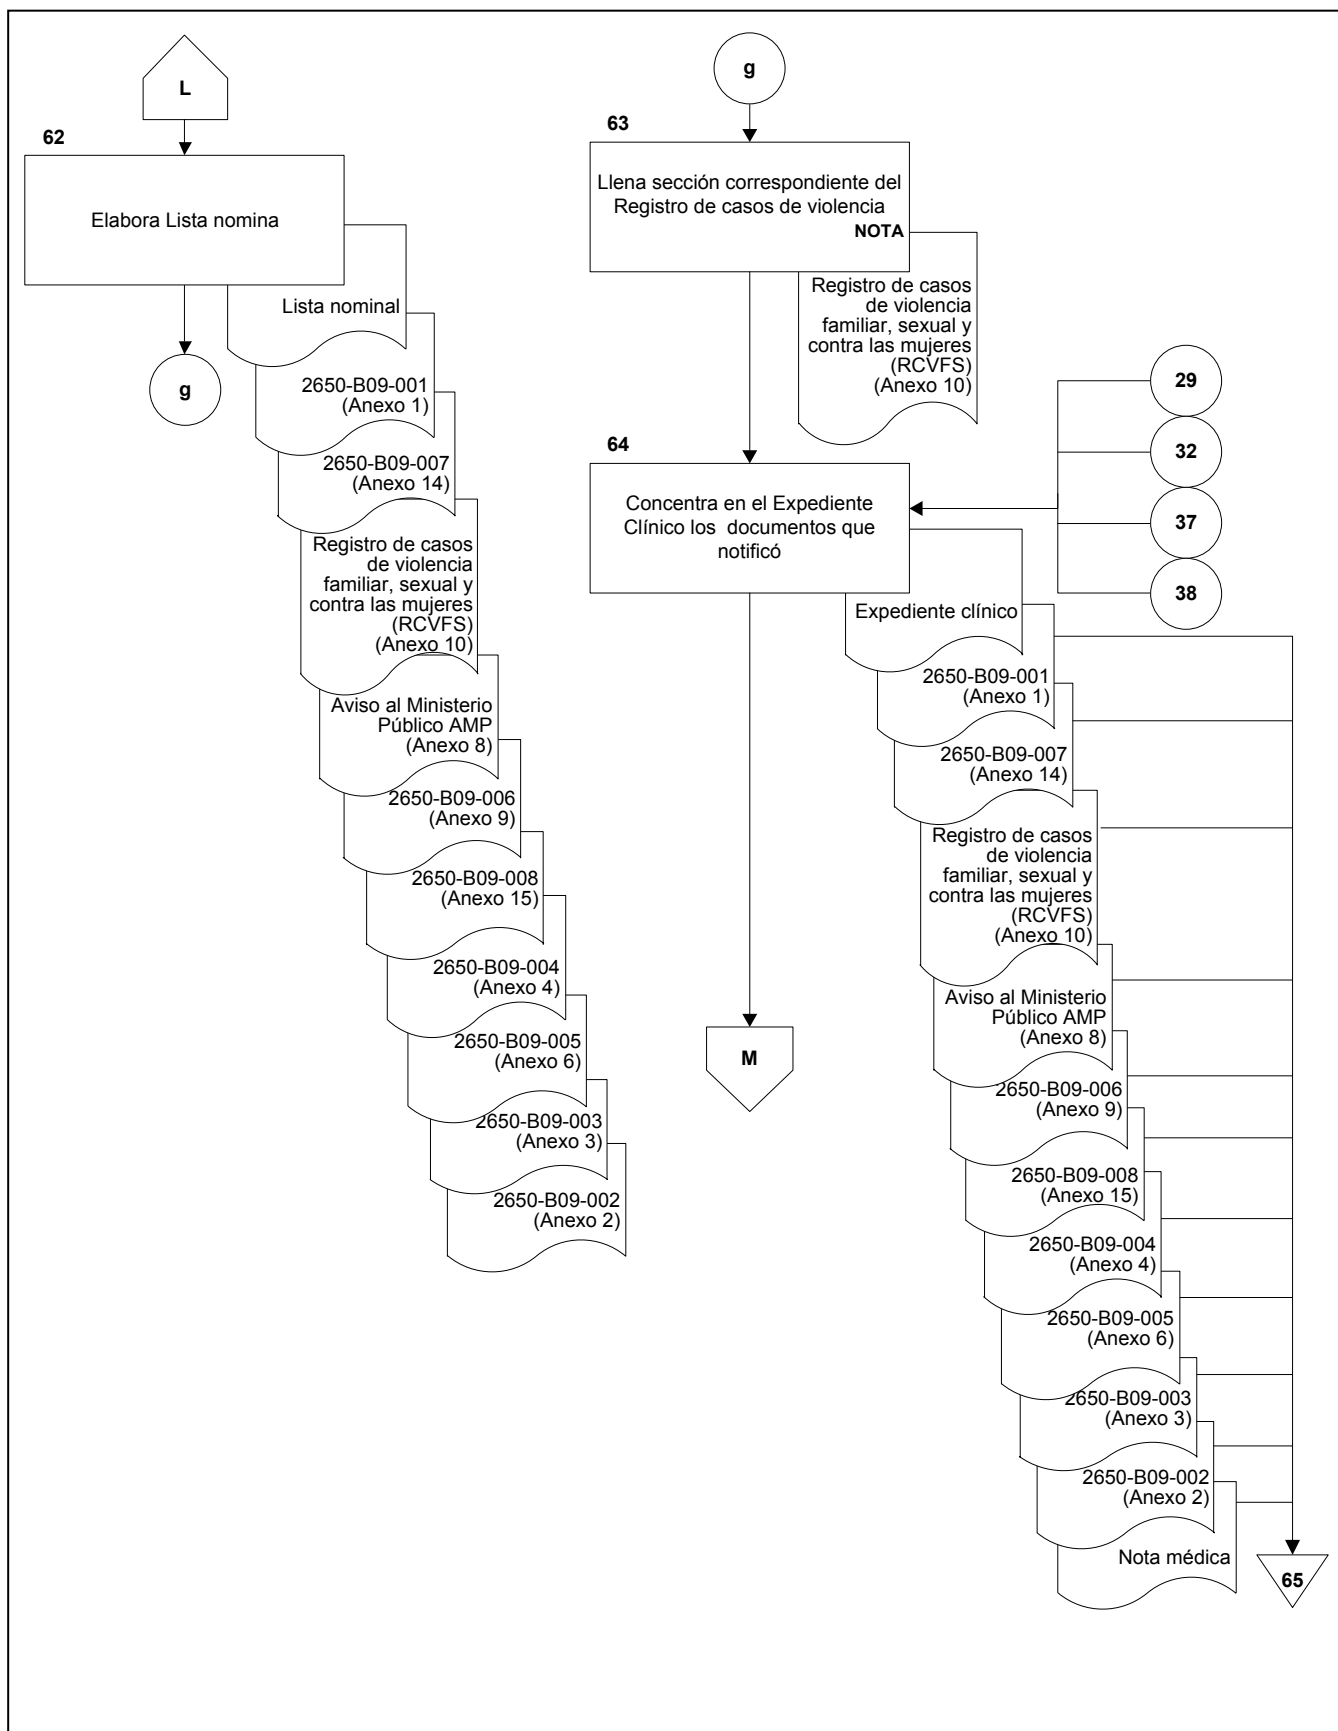 L
62
Elabora Lista nomina
Lista nominal
g
2650-B09-001
(Anexo 1)
2650-B09-007
(Anexo 14)
Registro de casos
de violencia
familiar, sexual y
contra las mujeres
(RCVFS)
(Anexo 10)
Aviso al Ministerio
Público AMP
(Anexo 8)
2650-B09-006
(Anexo 9)
2650-B09-008
(Anexo 15)
2650-B09-004
(Anexo 4)
2650-B09-005
(Anexo 6)
2650-B09-003
(Anexo 3)
2650-B09-002
(Anexo 2)
g
63
Llena sección correspondiente del
Registro de casos de violencia
NOTA
Registro de casos
de violencia
familiar, sexual y
contra las mujeres
(RCVFS)
(Anexo 10)
29
32
37
38
64
Concentra en el Expediente
Clínico los documentos que
notificó
Expediente clínico
2650-B09-001
(Anexo 1)
2650-B09-007
(Anexo 14)
Registro de casos
de violencia
familiar, sexual y
contra las mujeres
(RCVFS)
(Anexo 10)
Aviso al Ministerio
Público AMP
(Anexo 8)
M
2650-B09-006
(Anexo 9)
2650-B09-008
(Anexo 15)
2650-B09-004
(Anexo 4)
2650-B09-005
(Anexo 6)
2650-B09-003
(Anexo 3)
2650-B09-002
(Anexo 2)
Nota médica
65